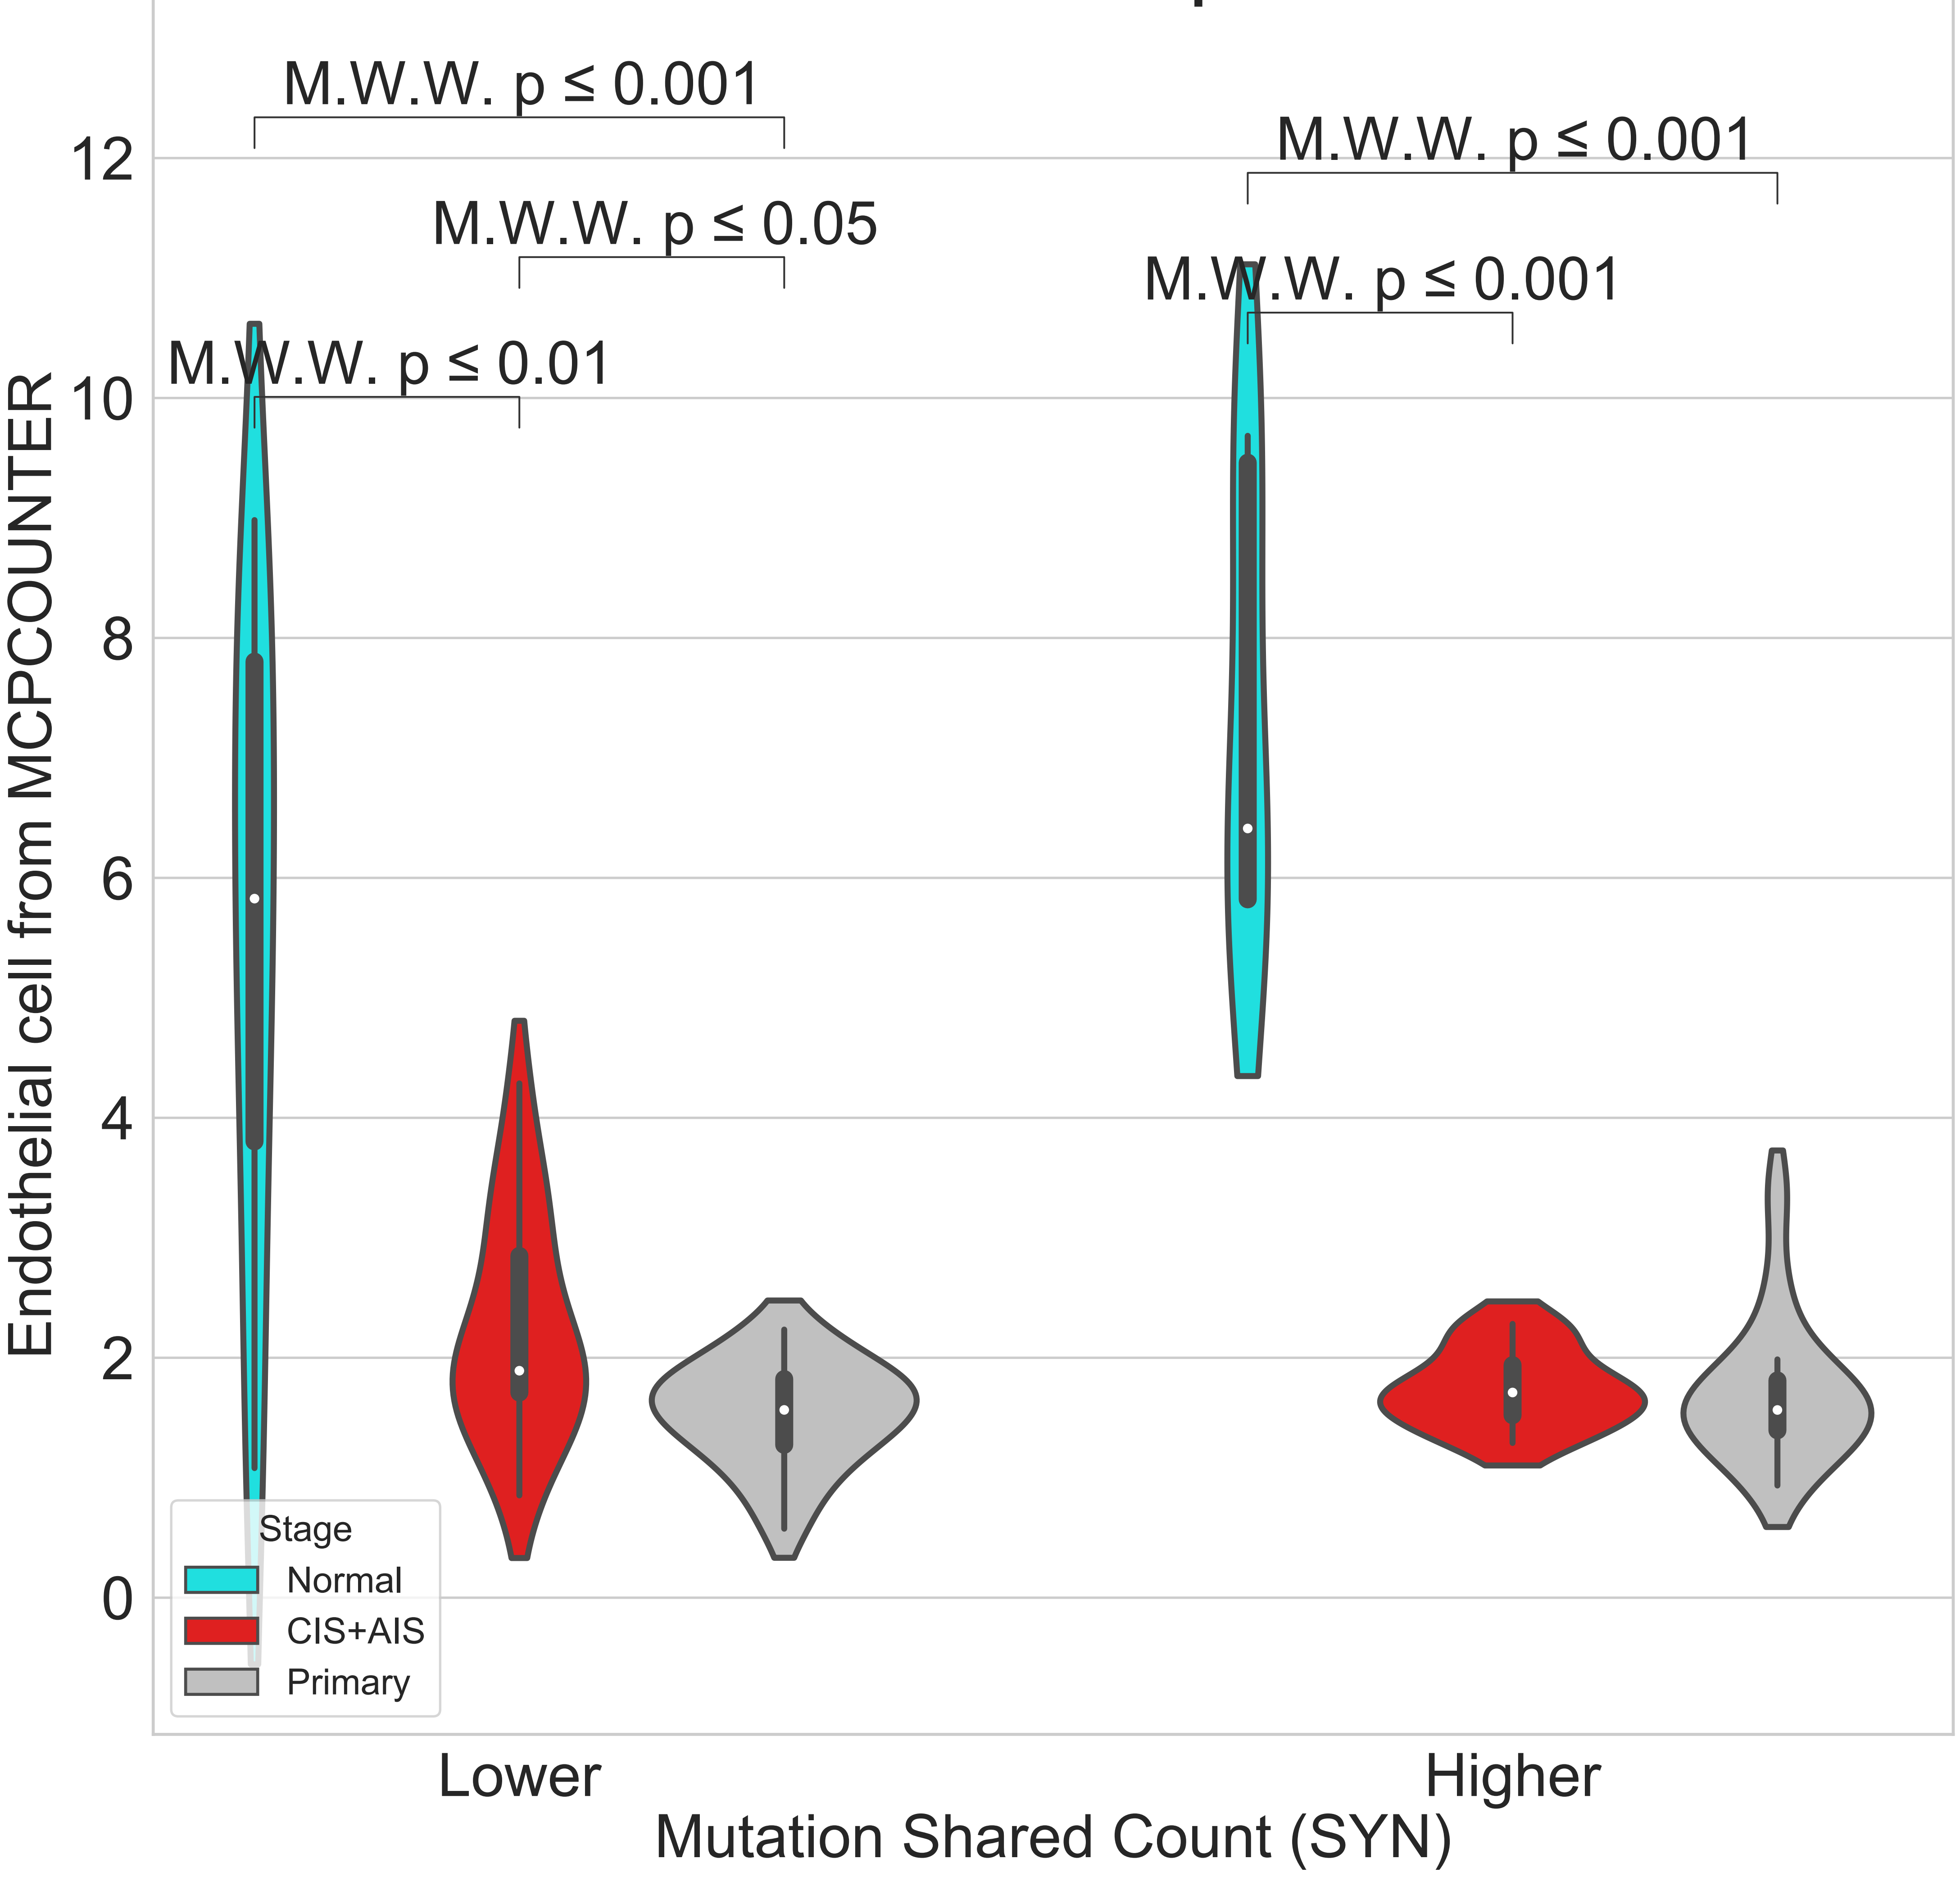 M.W.W. p ≤ 0.001
M.W.W. p ≤ 0.001
M.W.W. p ≤ 0.05
M.W.W. p ≤ 0.001
M.W.W. p ≤ 0.01
12
10
8
6
4
2
0
Endothelial cell from MCPCOUNTER
Stage
Normal
CIS+AIS
Primary
Lower
Higher
Mutation Shared Count (SYN)